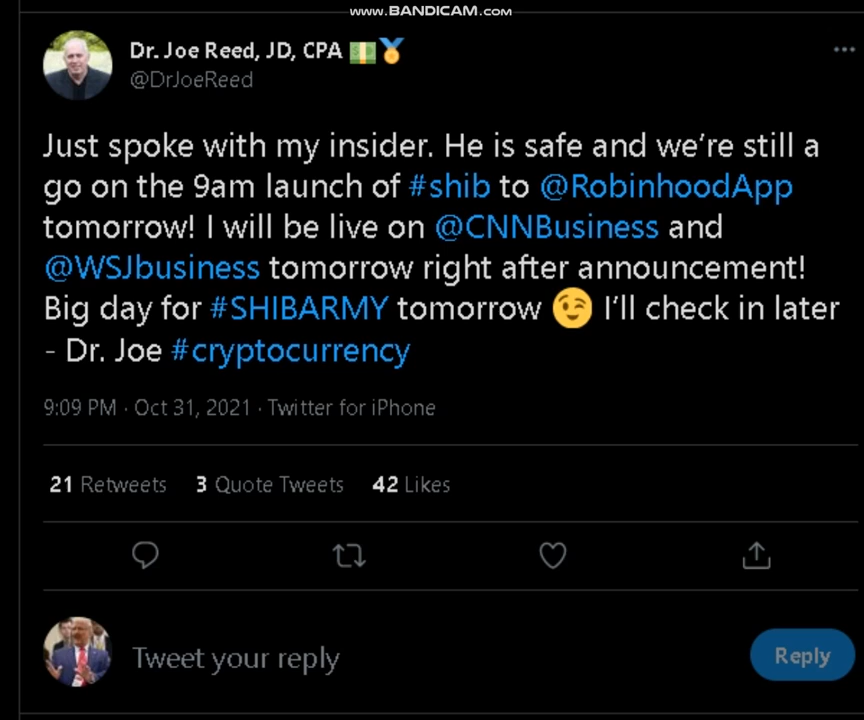 www.BANDICAM.com
Dr. Joe Reed, JD, CPA 💵🏅
@DrJoeReed
Just spoke with my insider. He is safe and we’re still a
go on the 9am launch of #shib to @RobinhoodApp
tomorrow! I will be live on @CNNBusiness and
@WSJbusiness tomorrow right after announcement!
Big day for #SHIBARMY tomorrow 😉 I’ll check in later
- Dr. Joe #cryptocurrency
9:09 PM · Oct 31, 2021 · Twitter for iPhone
21 Retweets 3 Quote Tweets 42 Likes
Tweet your reply
Reply